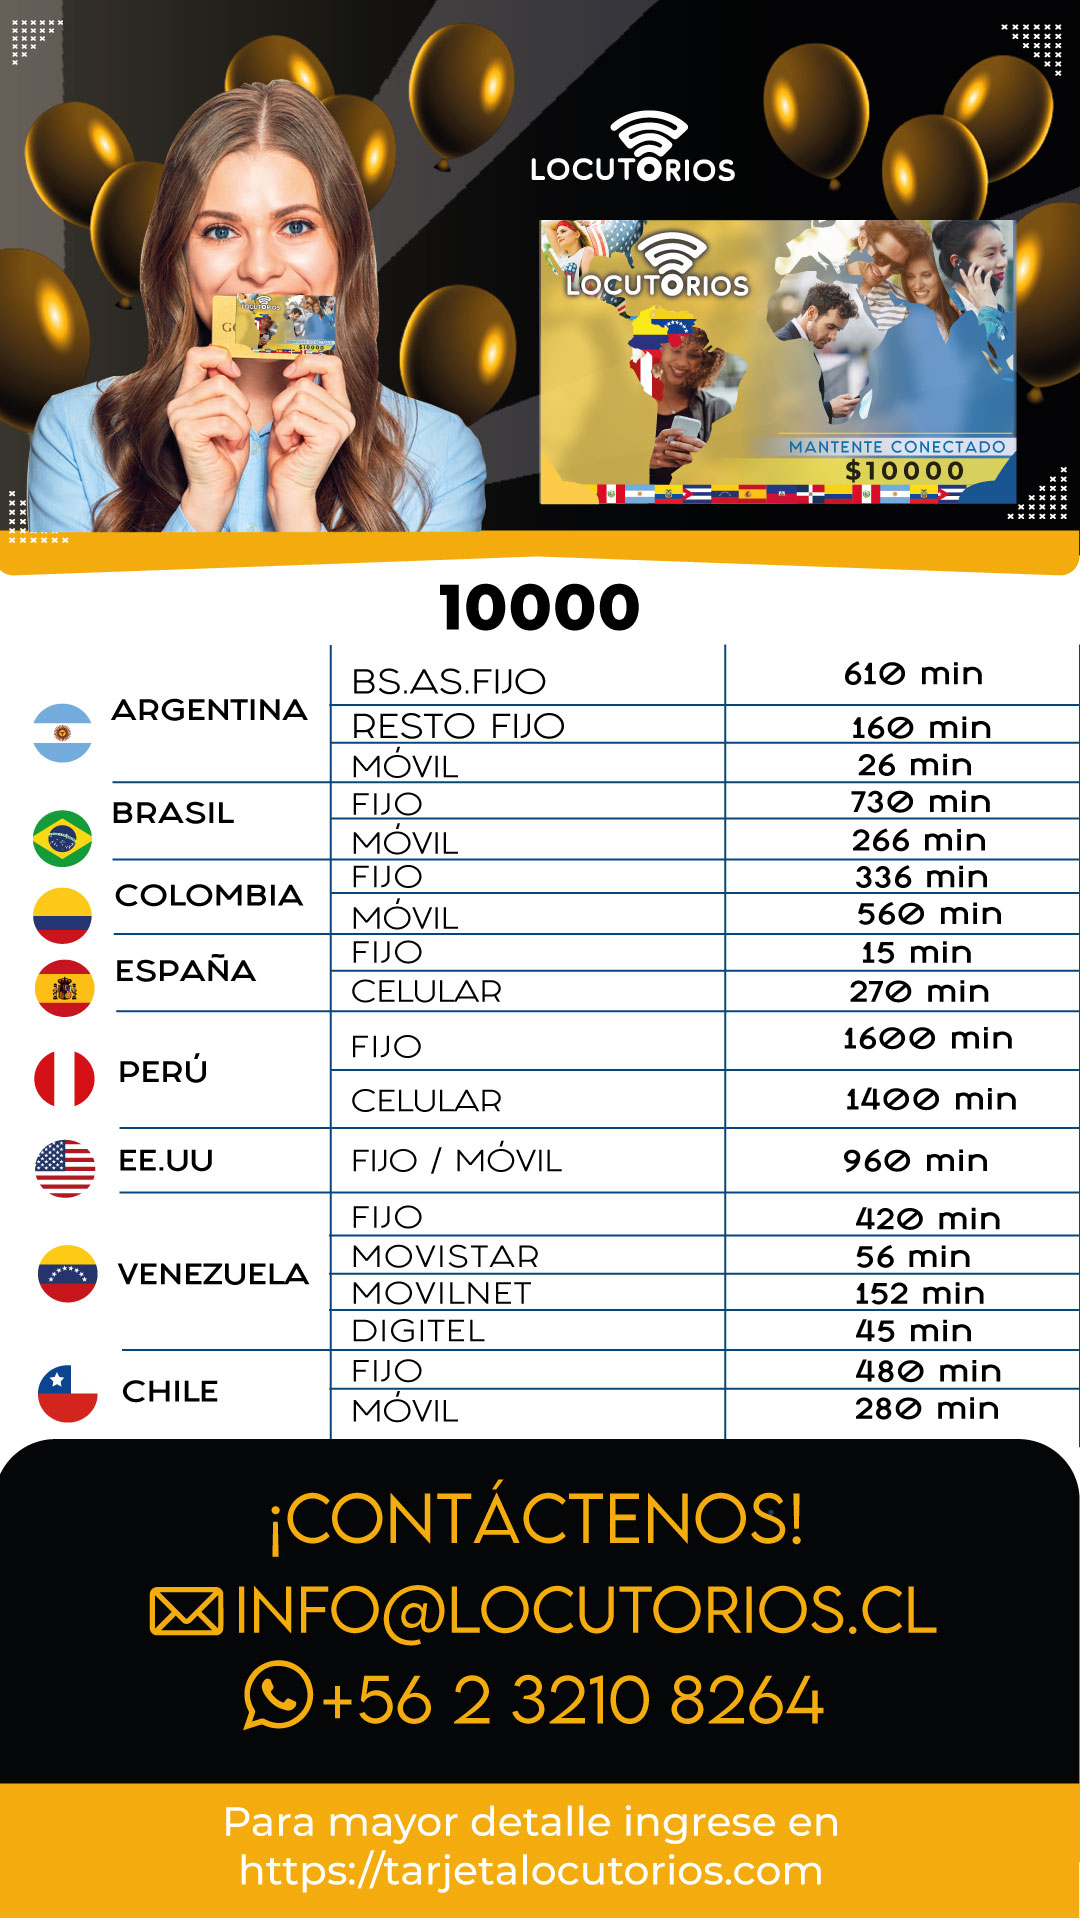 LOCUTORIOS
LOCUTORIOS
MANTENTE CONECTADO
$10000
LOCUTORIOS
$10000
10000
ARGENTINA
BS.AS.FIJO 610 min
RESTO FIJO 160 min
MÓVIL 26 min
BRASIL
FIJO 730 min
MÓVIL 266 min
COLOMBIA
FIJO 336 min
MÓVIL 560 min
ESPAÑA
FIJO 15 min
CELULAR 270 min
PERÚ
FIJO 1600 min
CELULAR 1400 min
EE.UU FIJO / MÓVIL 960 min
VENEZUELA
FIJO 420 min
MOVISTAR 56 min
MOVILNET 152 min
DIGITEL 45 min
CHILE
FIJO 480 min
MÓVIL 280 min
¡CONTÁCTENOS!
INFO@LOCUTORIOS.CL
+56 2 3210 8264
Para mayor detalle ingrese en
https://tarjetalocutorios.com